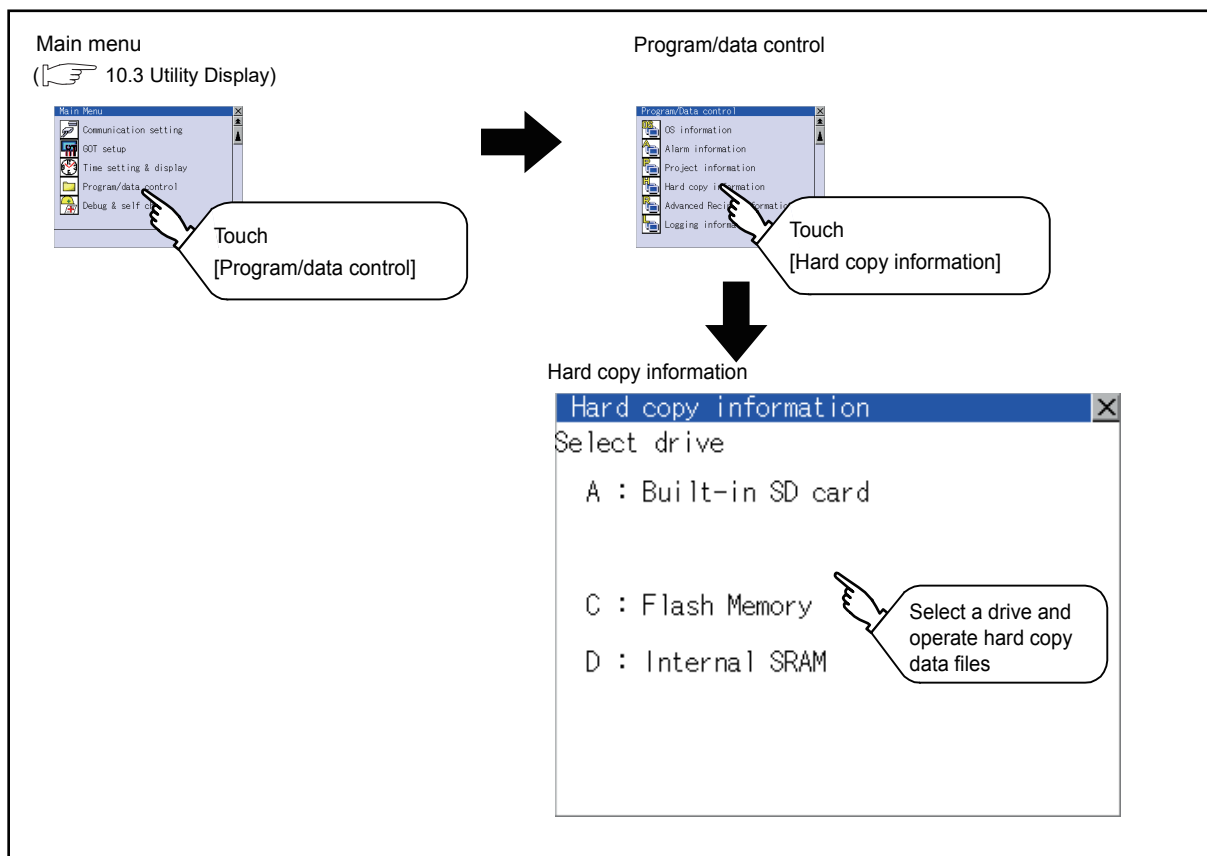 Main menu
( 10.3 Utility Display)
Main Menu
Communication setting
GOT setup
Time setting & display
Program/data control
Debug & self
Touch
[Program/data control]
Program/data control
Program/Data control
OS information
Alarm information
Project information
Hard copy information
Advanced
Logging
Touch
[Hard copy information]
Hard copy information
Hard copy information
Select drive
A : Built-in SD card
C : Flash Memory
D : Internal SRAM
Select a drive and
operate hard copy
data files